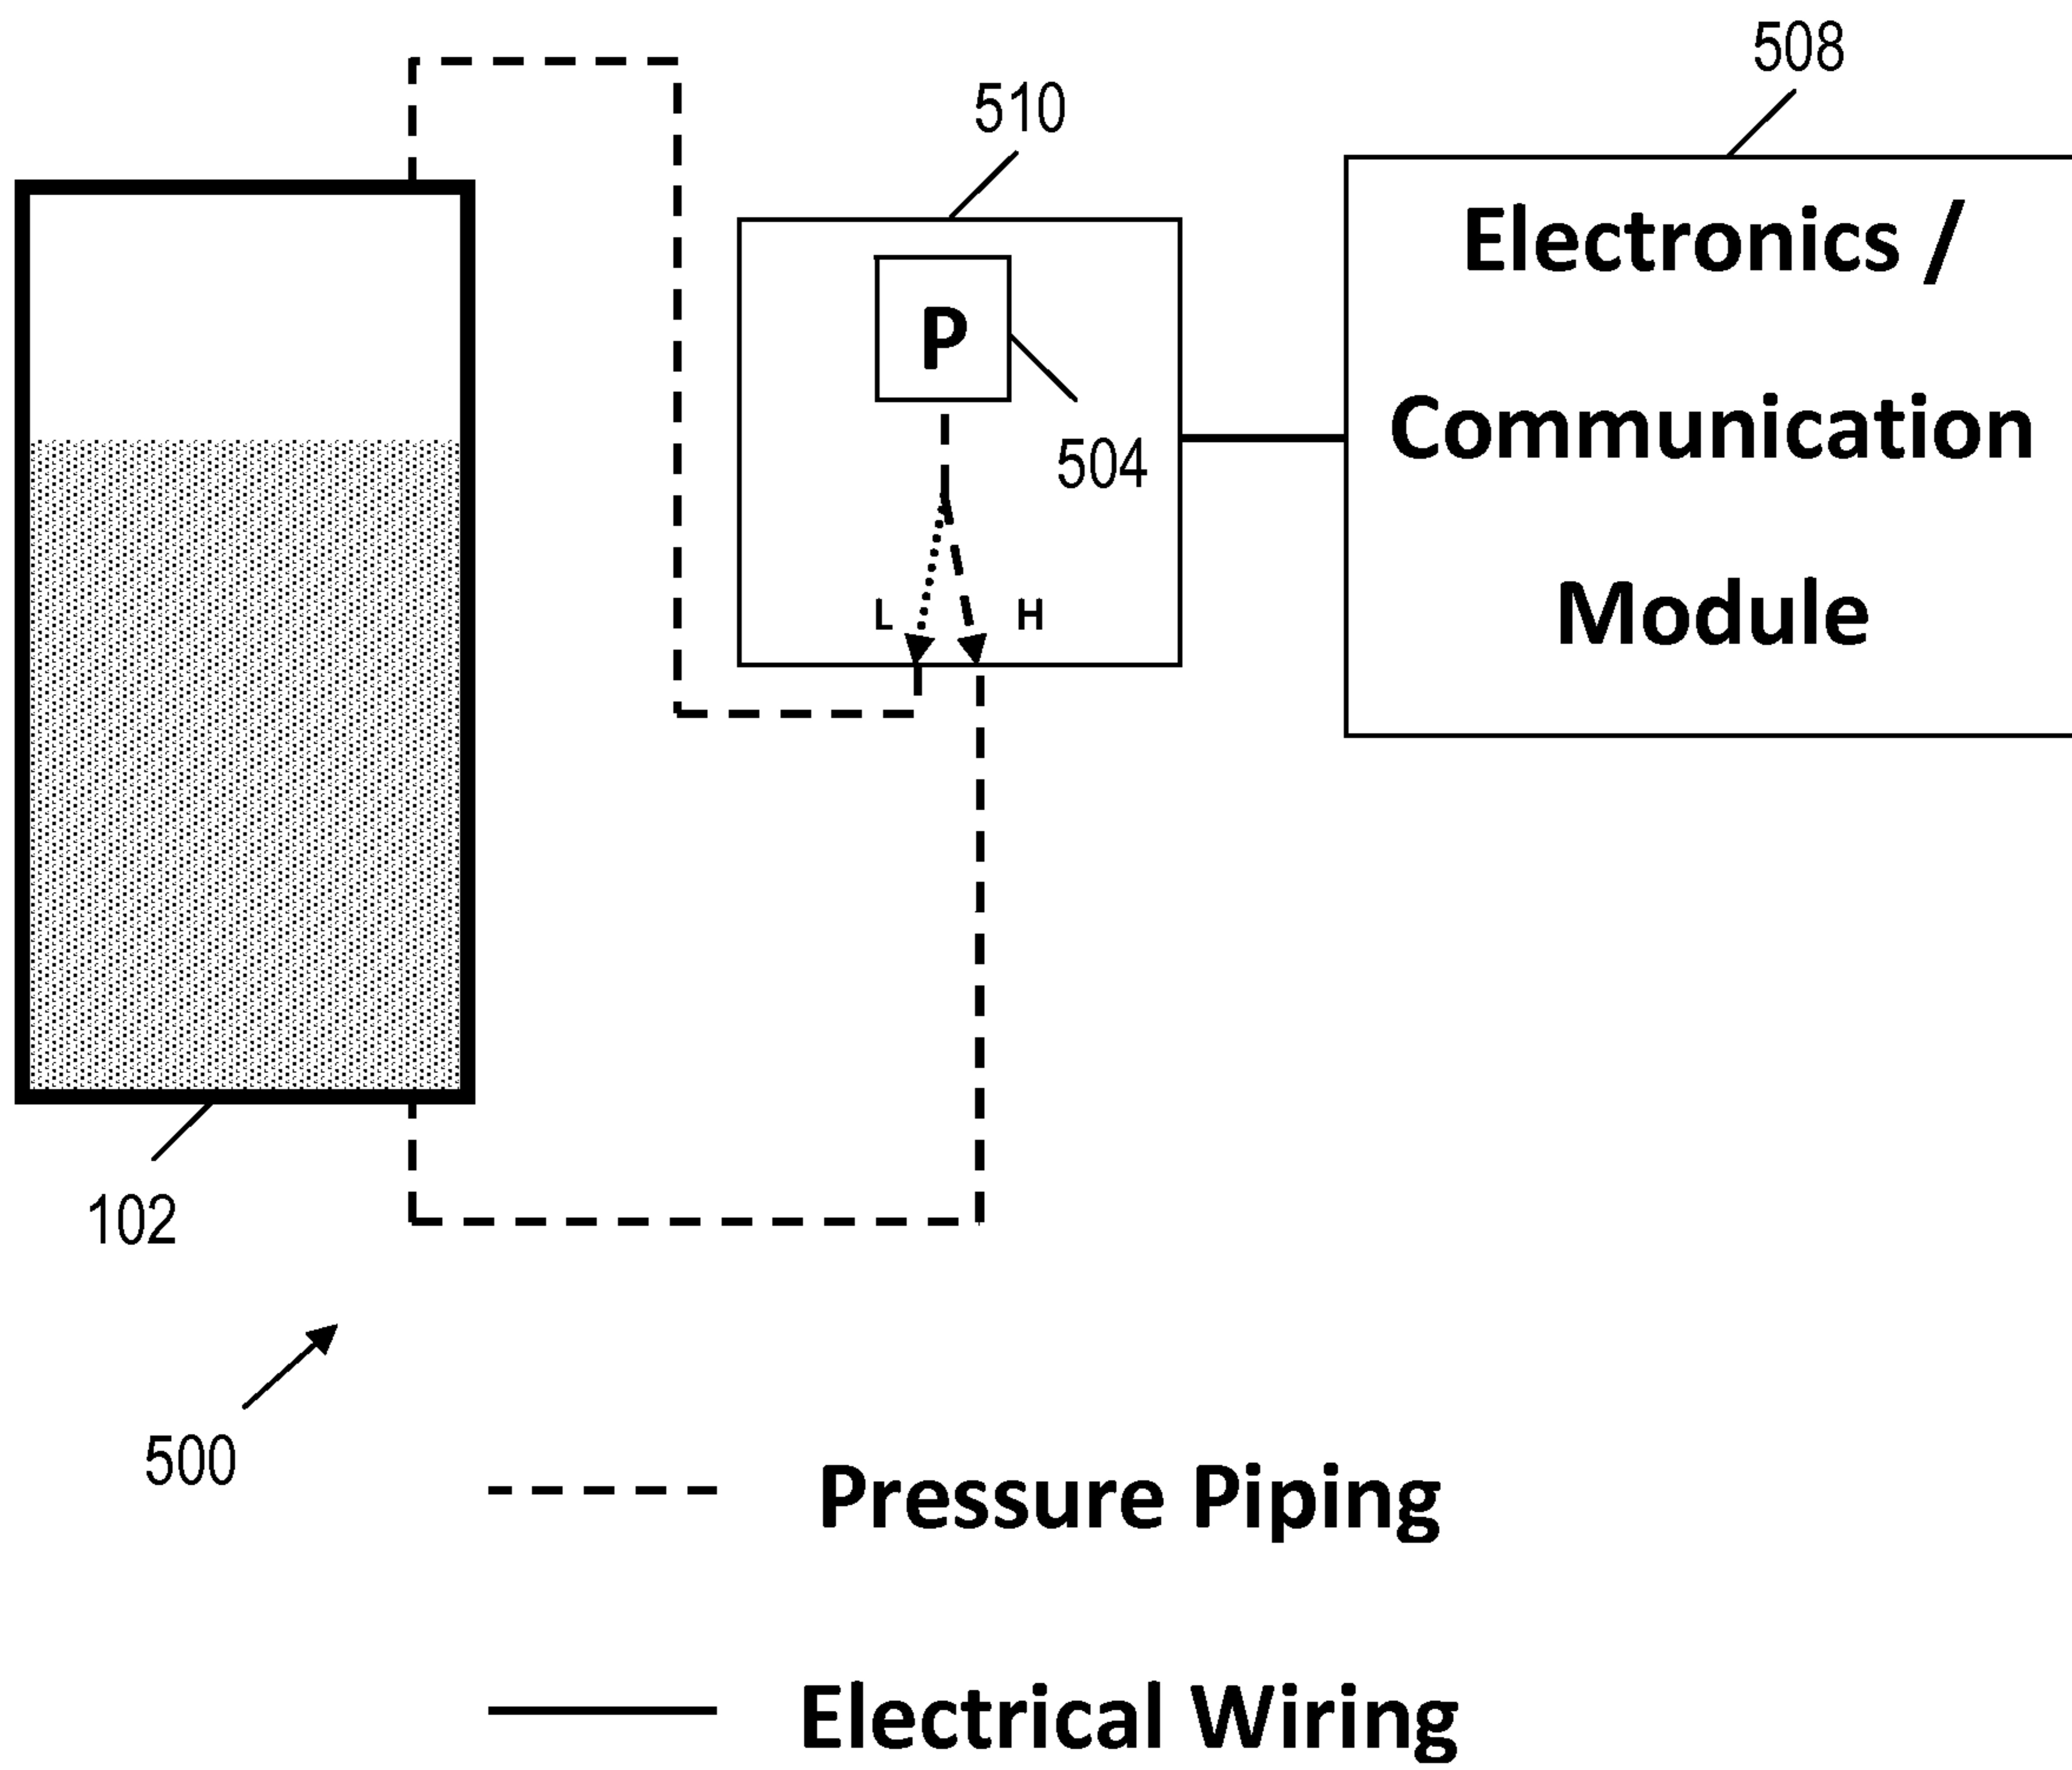 508
510
Electronics /
P
Communication
504
L H
Module
102
500
Pressure Piping
Electrical Wiring